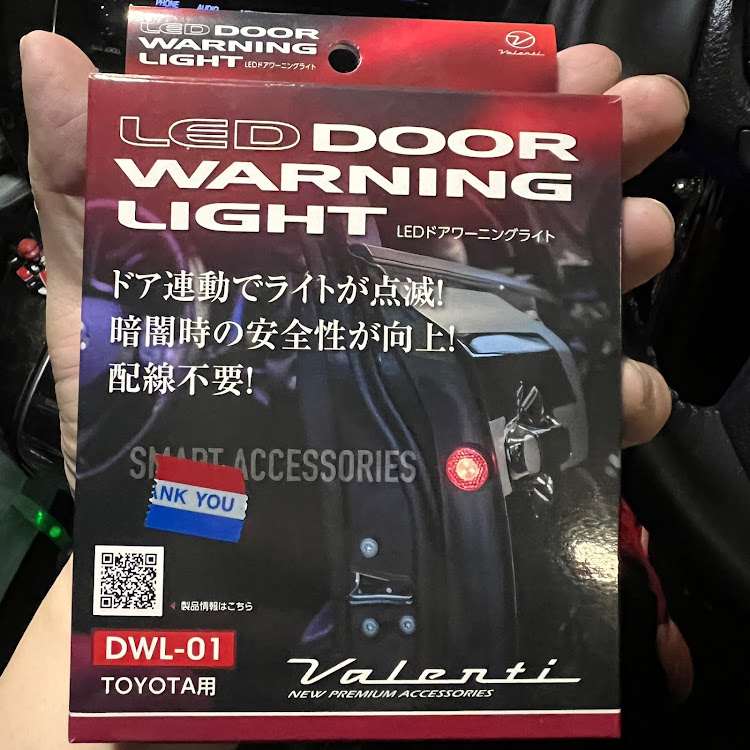 PHONE AUDIO
LED DOOR
WARNING
LIGHT LEDドアワーニングライト
Valenti
LED DOOR
WARNING
LIGHT LEDドアワーニングライト
ドア連動でライトが点滅!
暗闇時の安全性が向上!
配線不要!
ACCESSORIES
ANK YOU
製品情報はこちら
DWL-01
TOYOTA用
Valenti
NEW PREMIUM ACCESSORIES